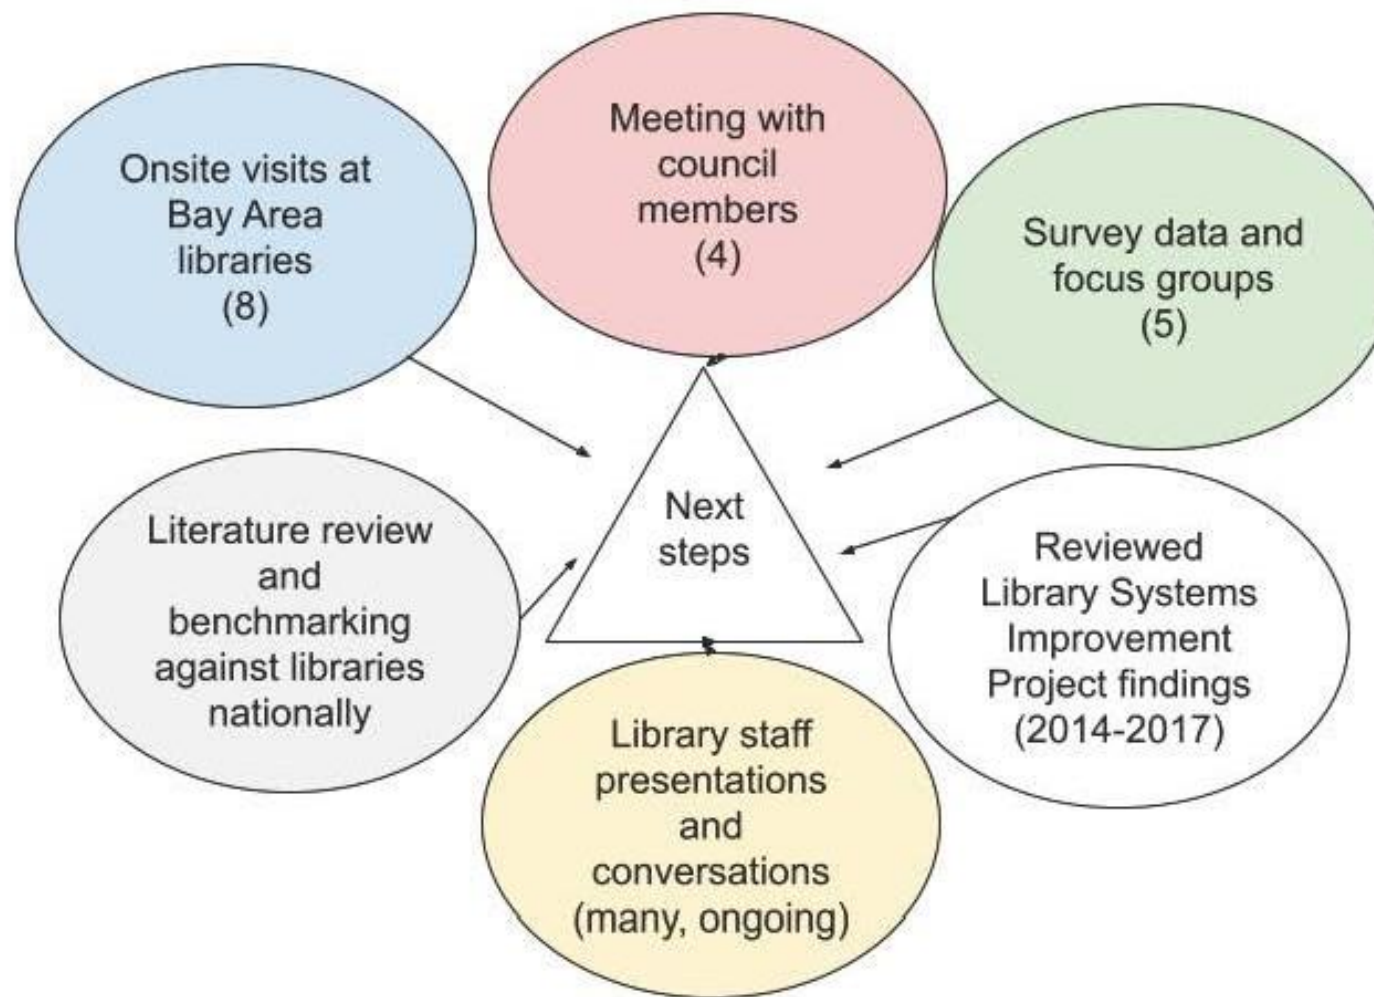 Onsite visits at
Bay Area
libraries
(8)
Meeting with
council
members
(4)
Survey data and
focus groups
(5)
Literature review
and
benchmarking
against libraries
nationally
Next
steps
Reviewed
Library Systems
Improvement
Project findings
(2014-2017)
Library staff
presentations
and
conversations
(many, ongoing)